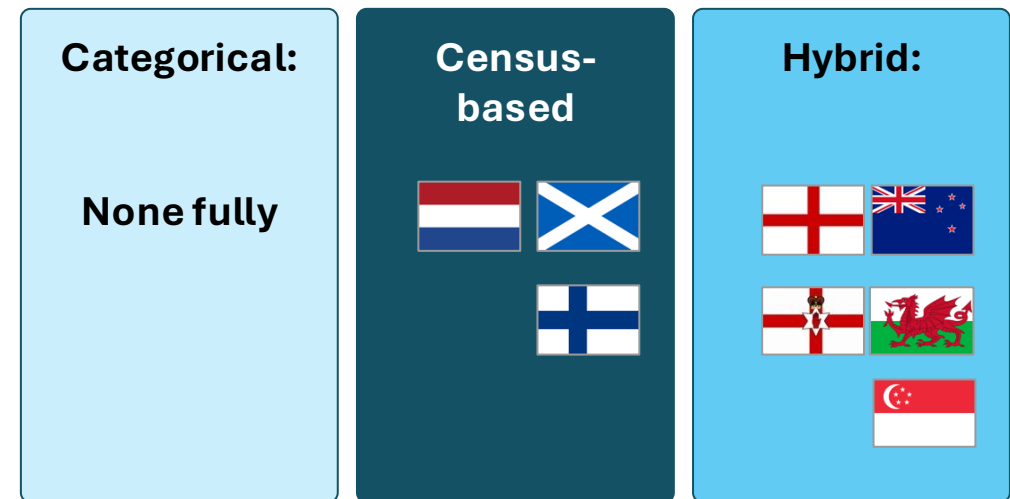 Categorical:
None fully
Census-
based
Hybrid: